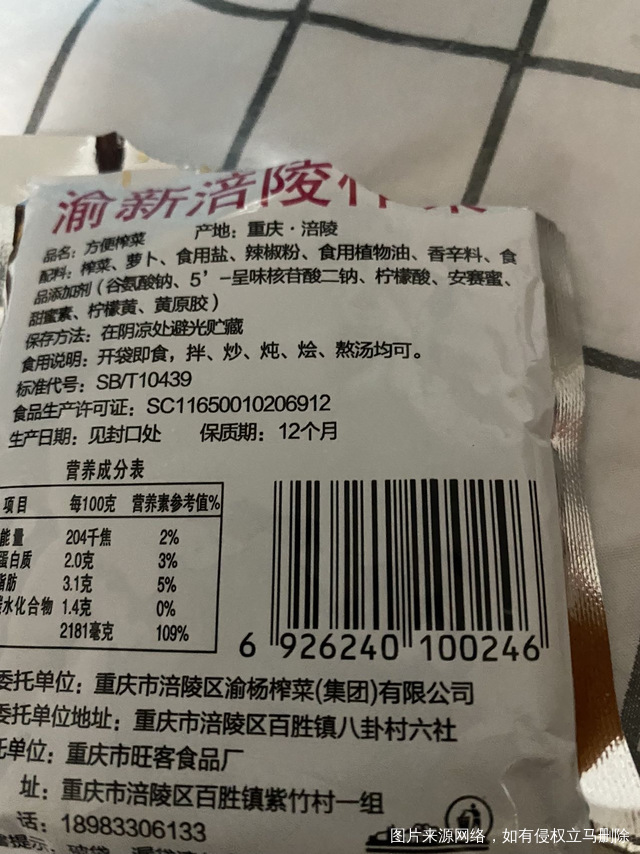 渝新涪陵
品名：方便榨菜 产地：重庆·涪陵
配料：榨菜、萝卜、食用盐、辣椒粉、食用植物油、香辛料、食
品添加剂（谷氨酸钠、5'-呈味核苷酸二钠、柠檬酸、安赛蜜、
甜蜜素、柠檬黄、黄原胶）
保存方法：在阴凉处避光贮藏
食用说明：开袋即食，拌、炒、炖、烩、熬汤均可。
标准代号：SB/T10439
食品生产许可证：SC11650010206912
生产日期：见封口处 保质期：12个月
营养成分表
项目 每100克 营养素参考值%
能量 204千焦 2%
蛋白质 2.0克 3%
脂肪 3.1克 5%
水化合物 1.4克 0%
2181毫克 109%
6 926240 100246
委托单位：重庆市涪陵区渝杨榨菜(集团)有限公司
委托单位地址：重庆市涪陵区百胜镇八卦村六社
单位：重庆市旺客食品厂
址：重庆市涪陵区百胜镇紫竹村一组
话：18983306133
提示：破袋、漏袋
图片来源网络，如有侵权立马删除